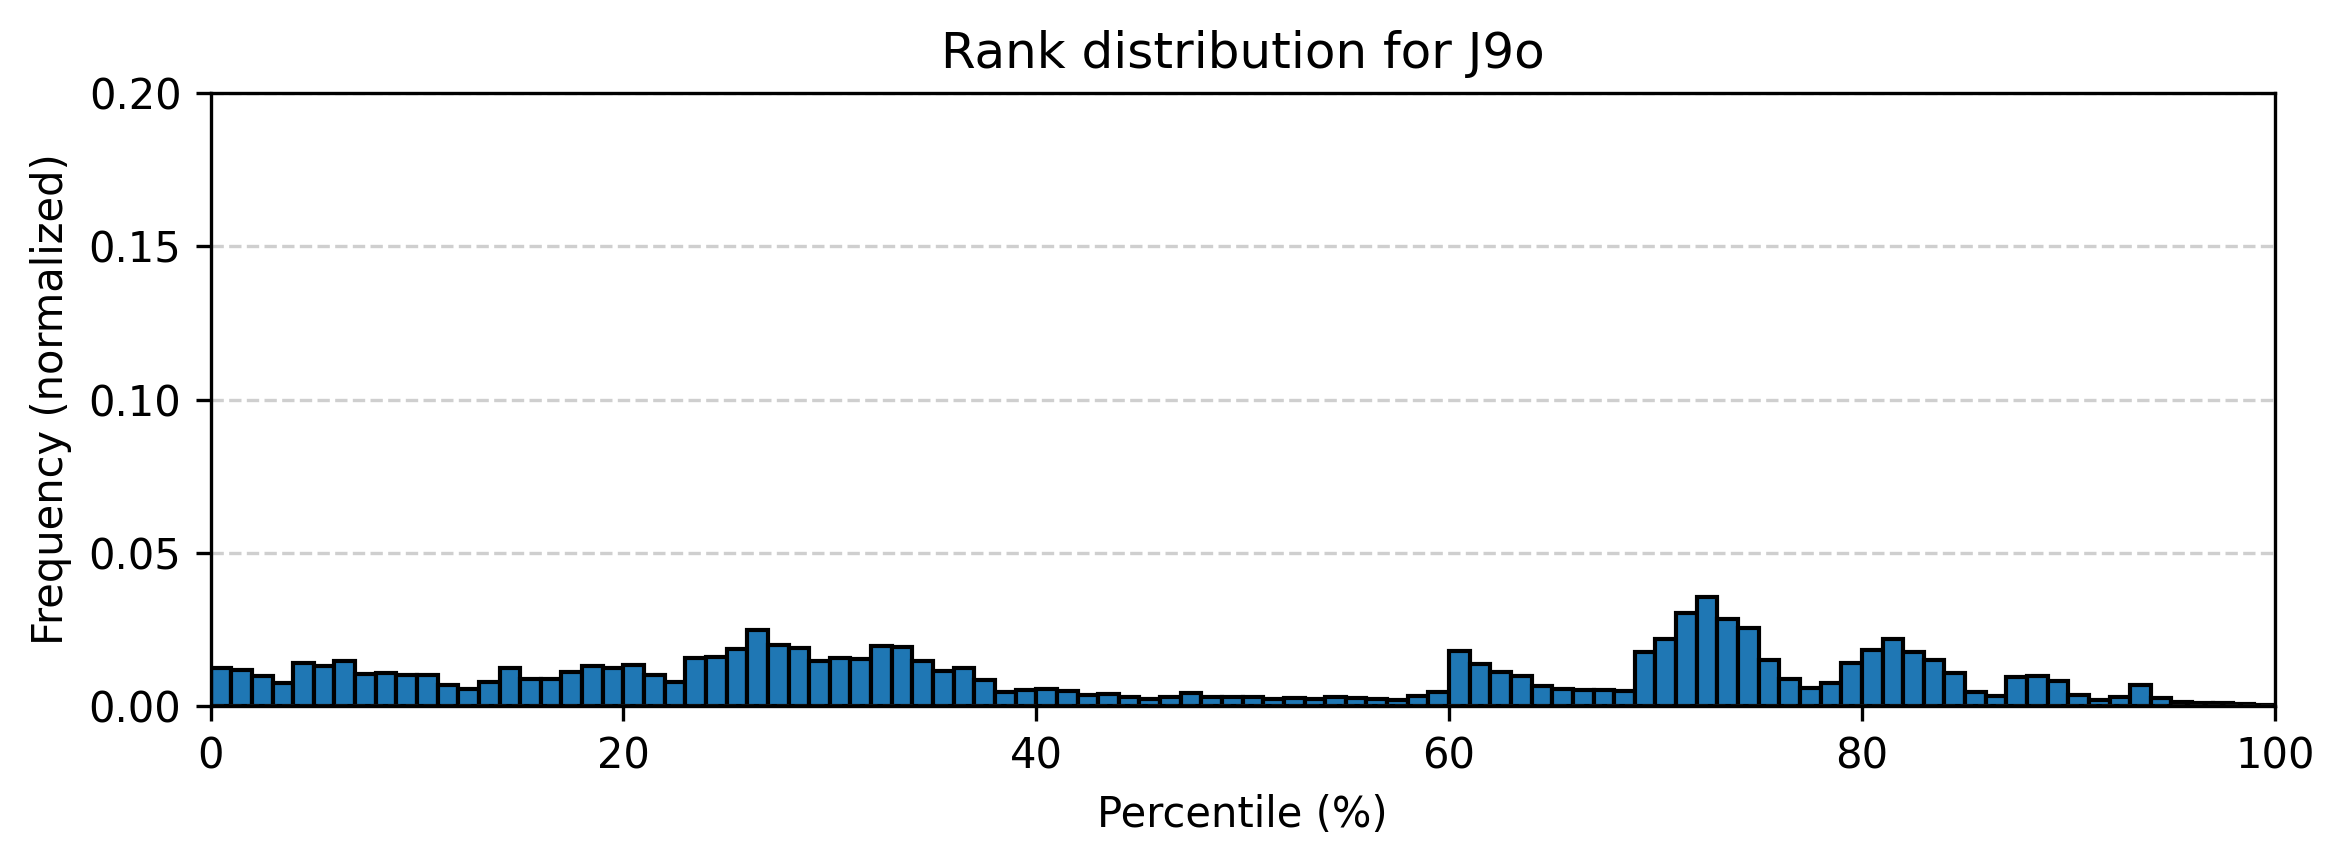 Rank distribution for J9o
Frequency (normalized)
0.20
0.15
0.10
0.05
0.00
0 20 40 60 80 100
Percentile (%)